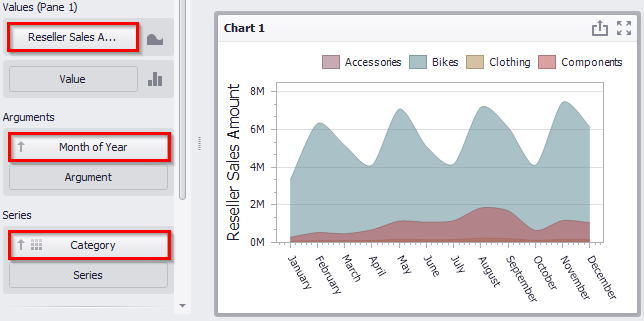 Values (Pane 1)
Reseller Sales A...
Value
Arguments
Month of Year
Argument
Series
Category
Series
Chart 1
Accessories Bikes Clothing Components
Reseller Sales Amount
8M
6M
4M
2M
0M
January February March April May June July August September October November December